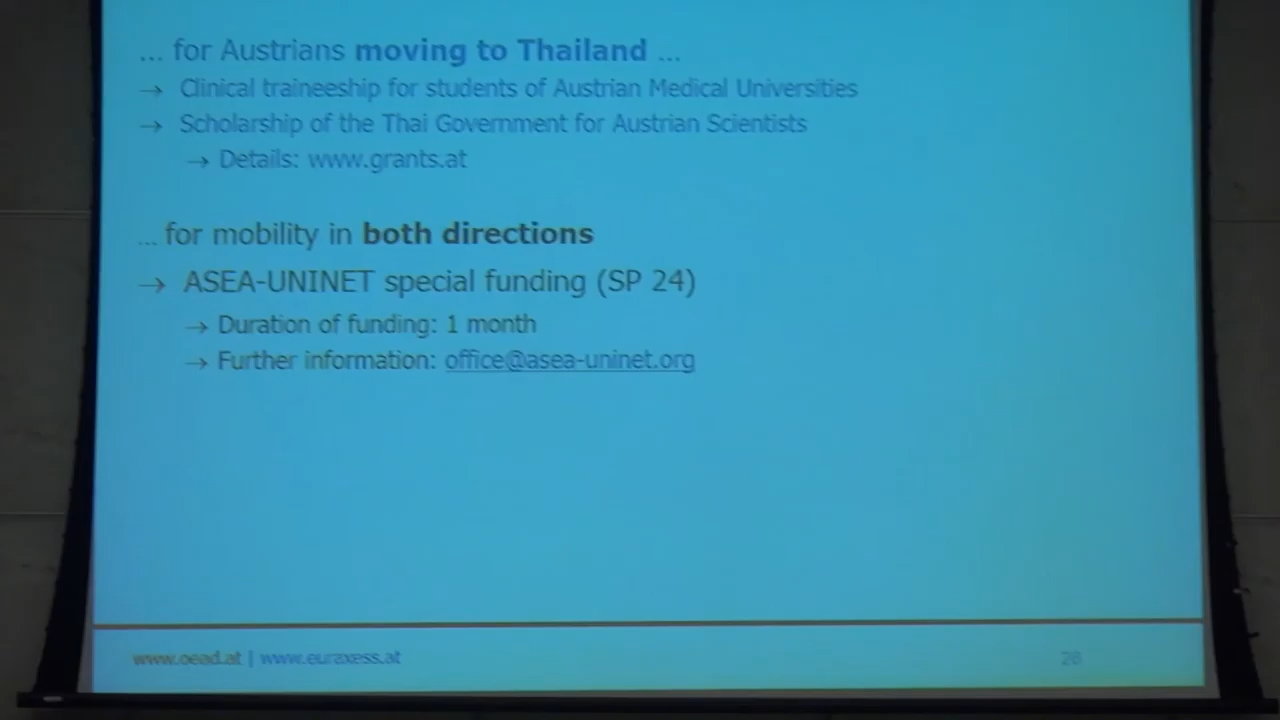 ... for Austrians moving to Thailand ...
→ Clinical traineeship for students of Austrian Medical Universities
→ Scholarship of the Thai Government for Austrian Scientists
→ Details: www.grants.at
... for mobility in both directions
→ ASEA-UNINET special funding (SP 24)
→ Duration of funding: 1 month
→ Further information: office@asea-uninet.org
www.oead.at | www.euraxess.at